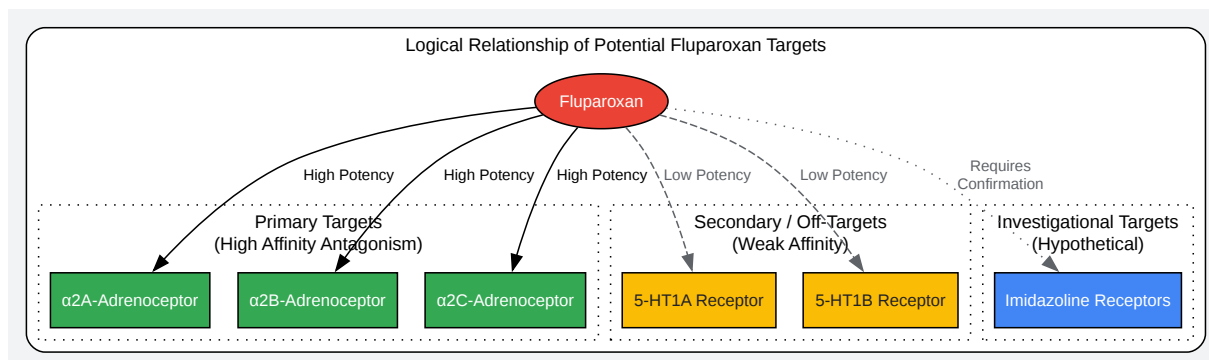 Logical Relationship of Potential Fluparoxan Targets
Fluparoxan
High Potency
High Potency
High Potency
Low Potency
Low Potency
Requires
Confirmation
Primary Targets
(High Affinity Antagonism)
Secondary / Off-Targets
(Weak Affinity)
Investigational Targets
(Hypothetical)
α2A-Adrenoceptor
α2B-Adrenoceptor
α2C-Adrenoceptor
5-HT1A Receptor
5-HT1B Receptor
Imidazoline Receptors